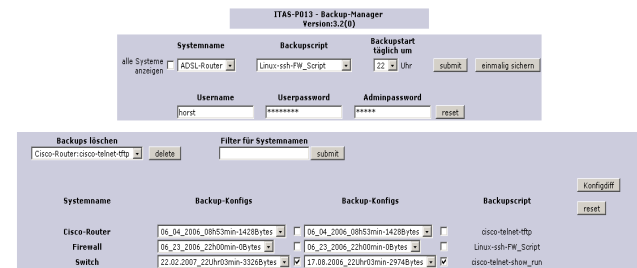 ITAS-P013 - Backup-Manager
Version:3.2(0)
Systemname Backupscript Backupstart täglich um
alle Systeme anzeigen ADSL-Router Linux-ssh-FW_Script 22 Uhr submit einmalig sichern
Username Userpassword Adminpassword
horst ******** ***** reset
Backups löschen Filter für Systemnamen
Cisco-Router:cisco-telnet-tftp delete submit
Konfigdiff
Systemname Backup-Konfigs Backup-Konfigs Backupscript reset
Cisco-Router 06_04_2006_08h53min-1428Bytes 06_04_2006_08h53min-1428Bytes cisco-telnet-tftp
Firewall 06_23_2006_22h00min-0Bytes 06_23_2006_22h00min-0Bytes Linux-ssh-FW_Script
Switch 22.02.2007_22Uhr03min-3326Bytes 17.08.2006_22Uhr03min-2974Bytes cisco-telnet-show_run